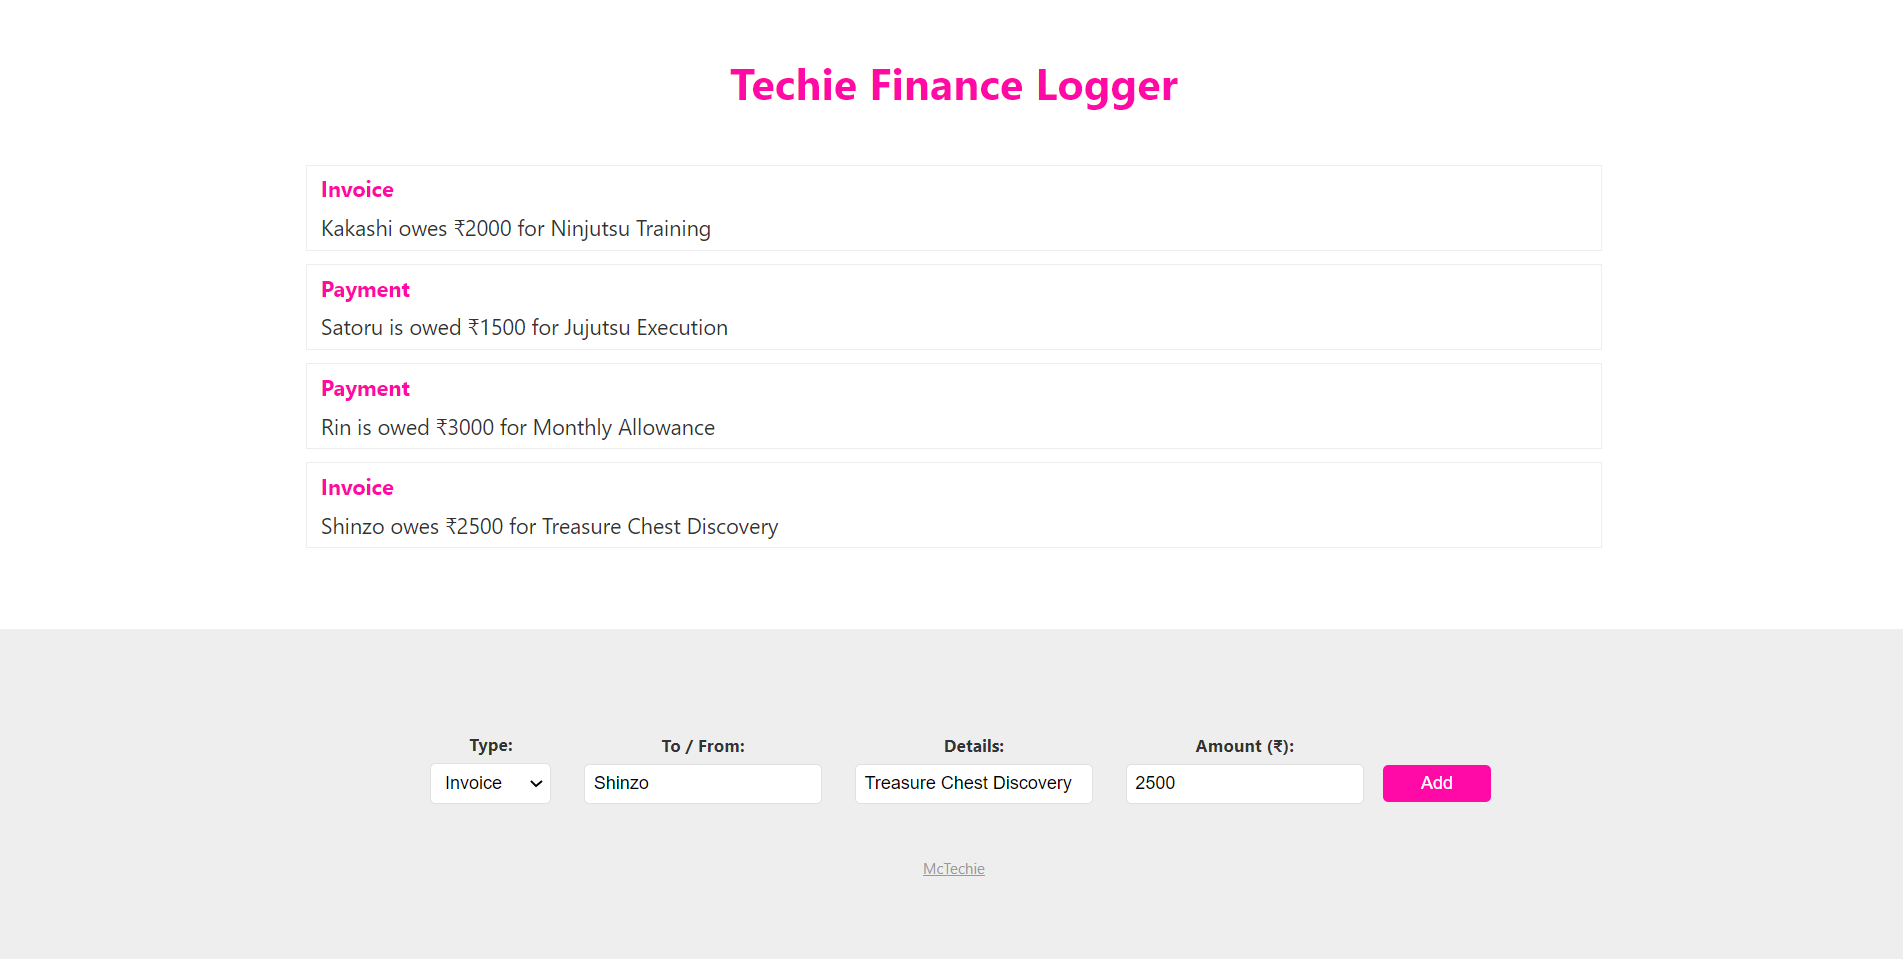 Techie Finance Logger
Invoice
Kakashi owes ₹2000 for Ninjutsu Training
Payment
Satoru is owed ₹1500 for Jujutsu Execution
Payment
Rin is owed ₹3000 for Monthly Allowance
Invoice
Shinzo owes ₹2500 for Treasure Chest Discovery
Type: To / From: Details: Amount (₹):
Invoice Shinzo Treasure Chest Discovery 2500 Add
McTechie